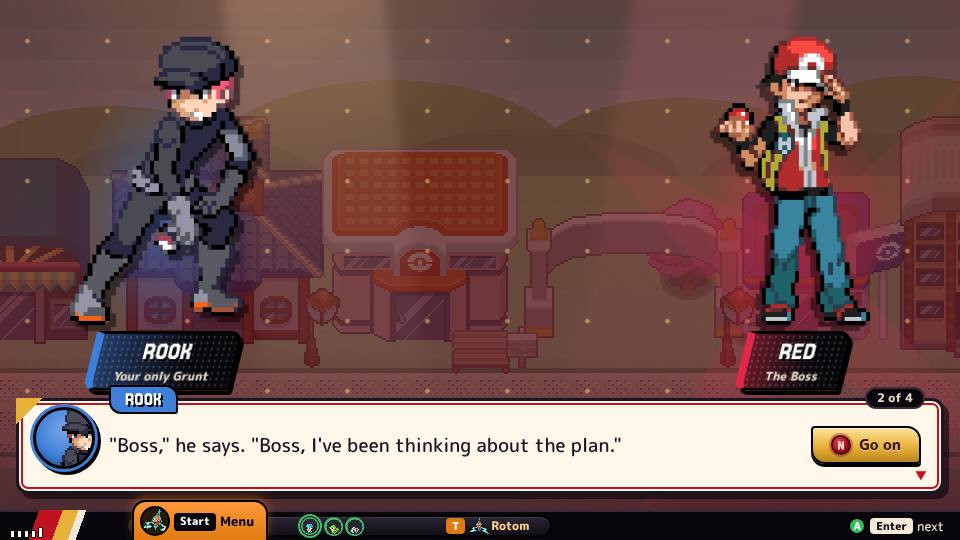 ROOK
Your only Grunt
RED
The Boss
ROOK
2 of 4
"Boss," he says. "Boss, I've been thinking about the plan."
N Go on
Start Menu
T Rotom
A Enter next